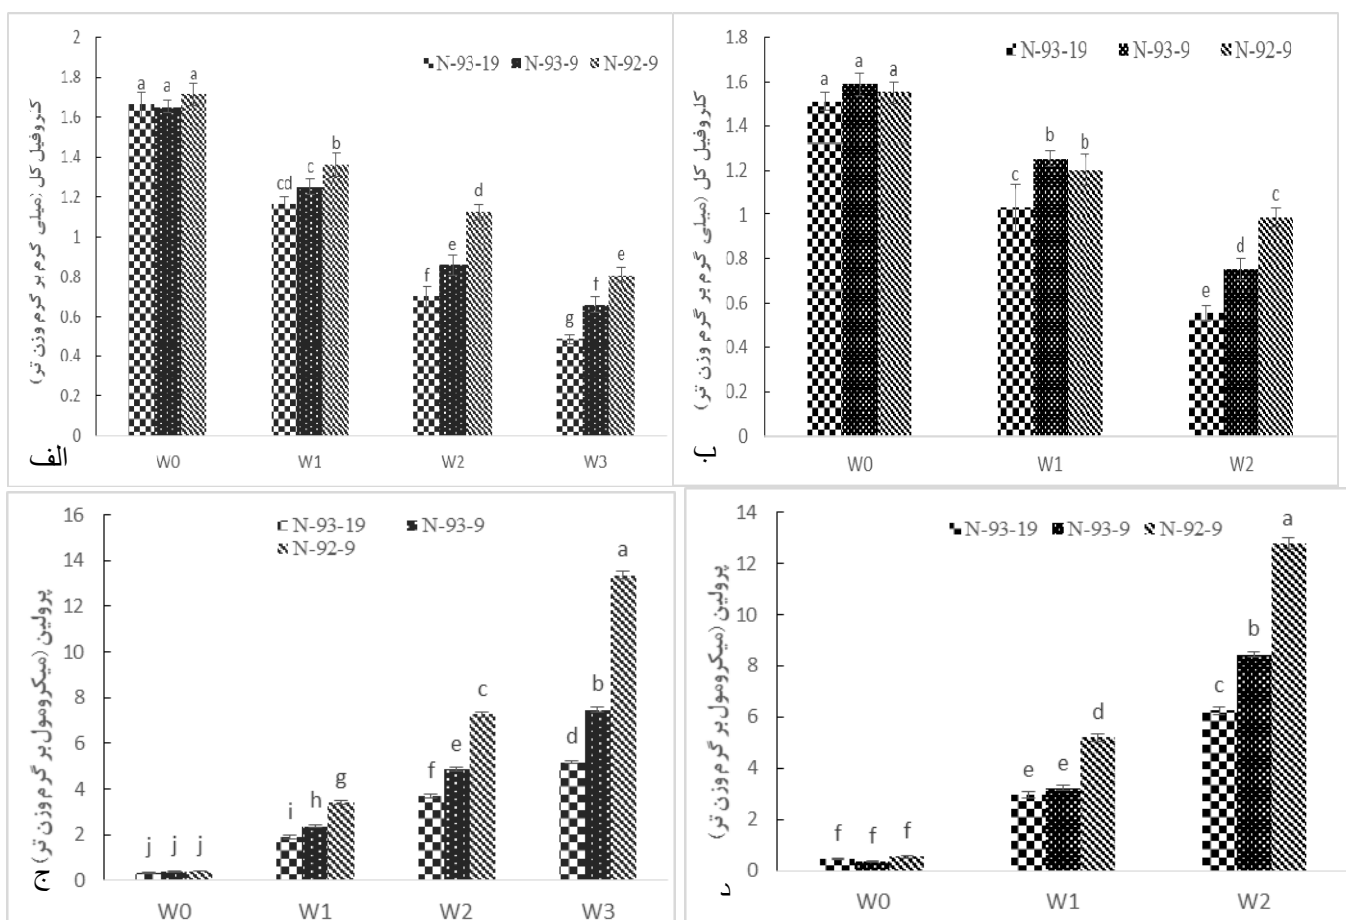 کلروفیل کل (میلی گرم بر گرم وزن تر)
2
1.8
1.6
1.4
1.2
1
0.8
0.6
0.4
0.2
0
N-93-19 N-93-9 N-92-9
a a a
cd c b
f e d
g f e
W0 W1 W2 W3
الف
کلروفیل کل (میلی گرم بر گرم وزن تر)
1.8
1.6
1.4
1.2
1
0.8
0.6
0.4
0.2
0
N-93-19 N-93-9 N-92-9
a a a
c b b
e d c
W0 W1 W2
ب
پرولین (میکرومول بر گرم وزن تر)
16
14
12
10
8
6
4
2
0
N-93-19 N-93-9
N-92-9
j j j
i h g
f e c
d b a
W0 W1 W2 W3
ج
پرولین (میکرومول بر گرم وزن تر)
14
12
10
8
6
4
2
0
N-93-19 N-93-9 N-92-9
f f f
e e d
c b a
W0 W1 W2
د